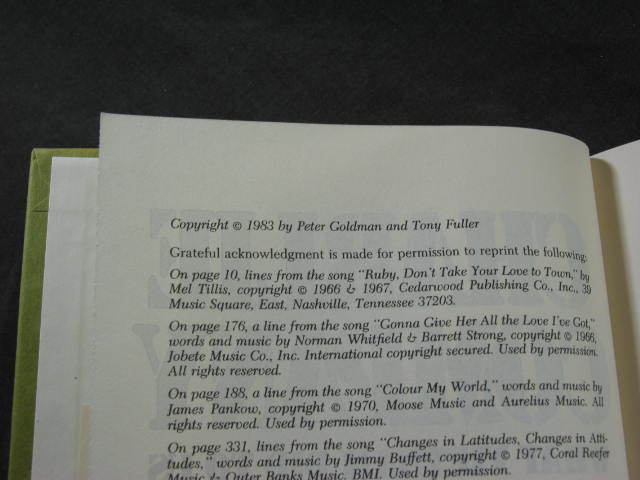 Copyright © 1983 by Peter Goldman and Tony Fuller
Grateful acknowledgment is made for permission to reprint the following:
On page 10, lines from the song "Ruby, Don't Take Your Love to Town," by
Mel Tillis, copyright © 1966 & 1967, Cedarwood Publishing Co., Inc., 39
Music Square, East, Nashville, Tennessee 37203.
On page 176, a line from the song "Gonna Give Her All the Love I've Got,"
words and music by Norman Whitfield & Barrett Strong, copyright © 1966,
Jobete Music Co., Inc. International copyright secured. Used by permission.
All rights reserved.
On page 188, a line from the song "Colour My World," words and music by
James Pankow, copyright © 1970, Moose Music and Aurelius Music. All
rights reserved. Used by permission.
On page 331, lines from the song "Changes in Latitudes, Changes in Atti-
tudes," words and music by Jimmy Buffett, copyright © 1977, Coral Reefer
Music & Outer Banks Music, BMI. Used by permission.